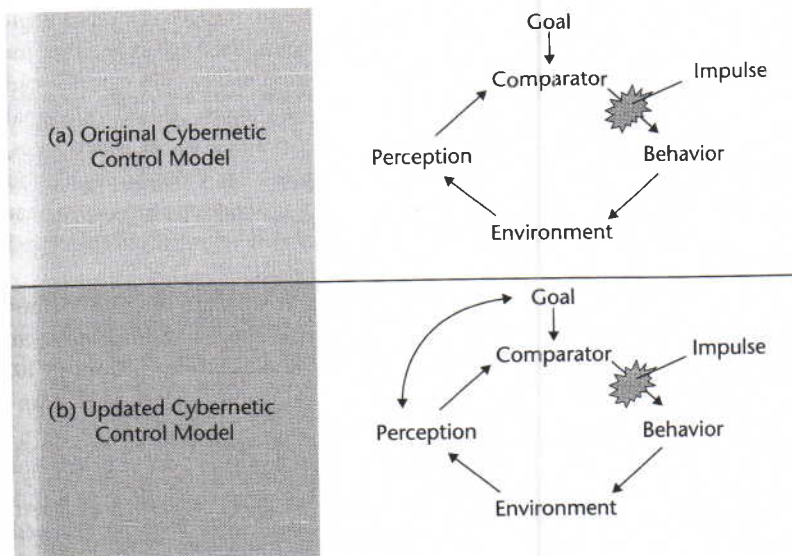 Goal
Comparator
Impulse
(a) Original Cybernetic
Control Model
Perception
Behavior
Environment
Goal
Comparator
Impulse
(b) Updated Cybernetic
Control Model
Perception
Behavior
Environment